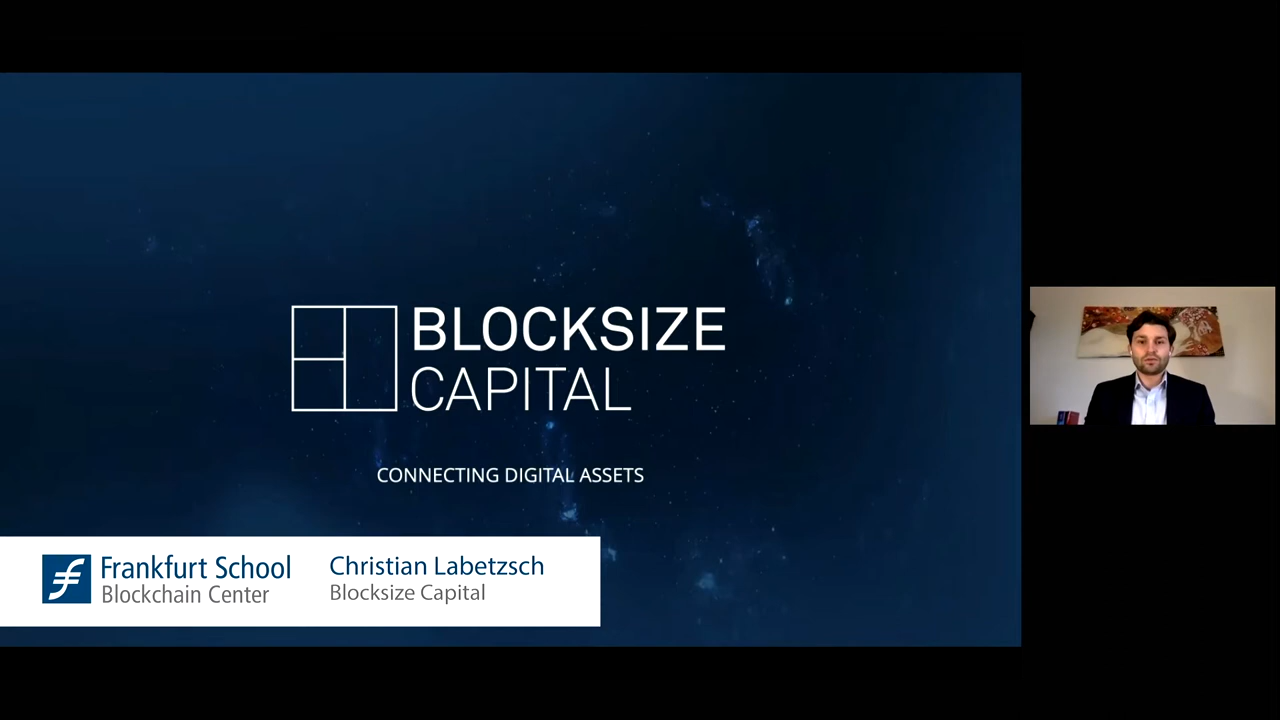 BLOCKSIZE
CAPITAL
CONNECTING DIGITAL ASSETS
Frankfurt School
Blockchain Center
Christian Labetzsch
Blocksize Capital